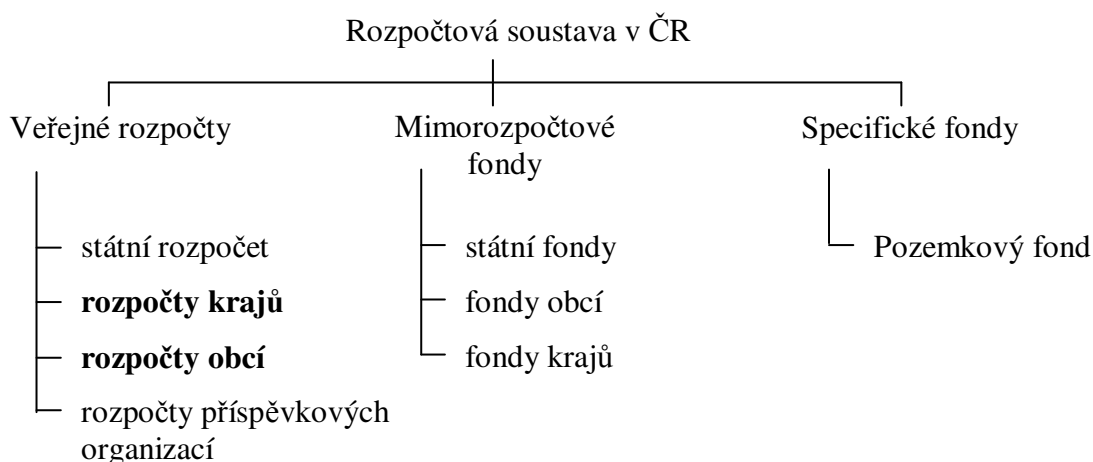 Rozpočtová soustava v ČR
Veřejné rozpočty
státní rozpočet
rozpočty krajů
rozpočty obcí
rozpočty příspěvkových
organizací
Mimorozpočtové
fondy
státní fondy
fondy obcí
fondy krajů
Specifické fondy
Pozemkový fond